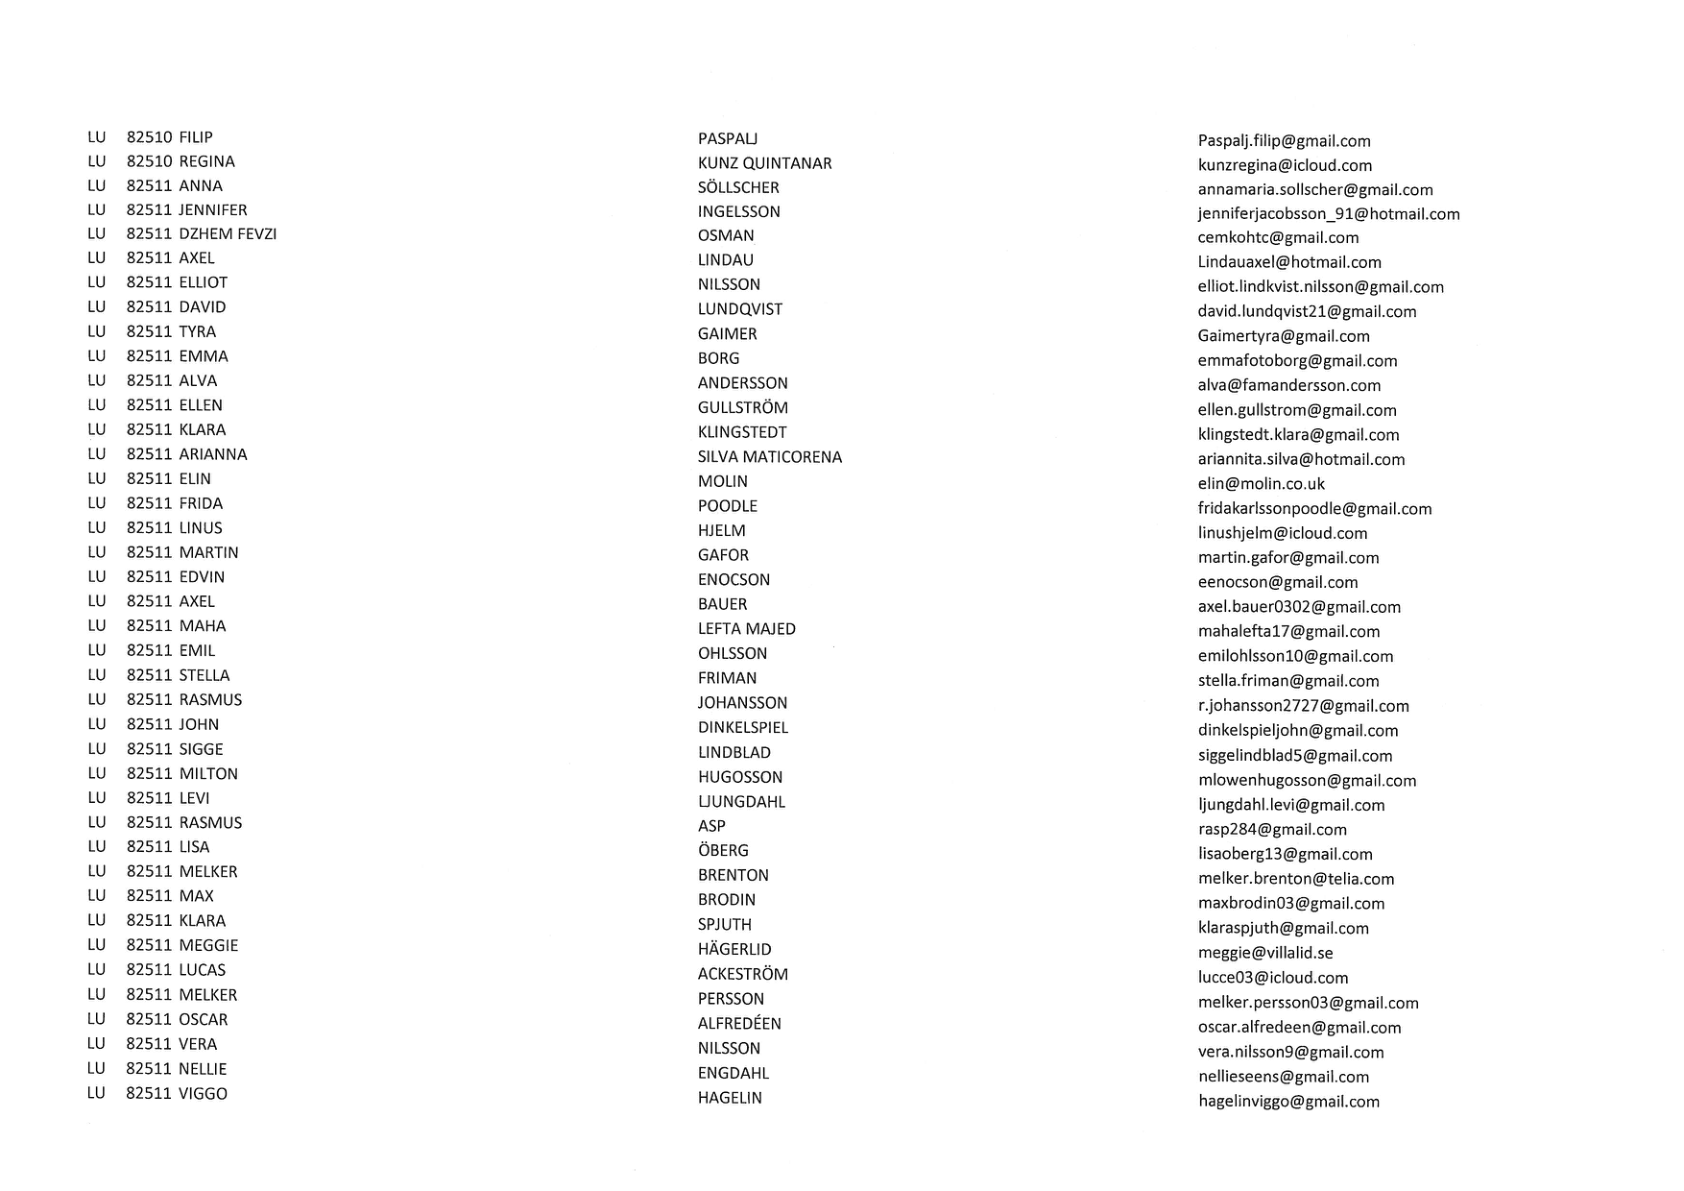 LU 82510 FILIP PASPALJ Paspalj.filip@gmail.com
LU 82510 REGINA KUNZ QUINTANAR kunzregina@icloud.com
LU 82511 ANNA SÖLLSCHER annamaria.sollscher@gmail.com
LU 82511 JENNIFER INGELSSON jenniferjacobsson_91@hotmail.com
LU 82511 DZHEM FEVZI OSMAN cemkohtc@gmail.com
LU 82511 AXEL LINDAU Lindauaxel@hotmail.com
LU 82511 ELLIOT NILSSON elliot.lindkvist.nilsson@gmail.com
LU 82511 DAVID LUNDQVIST david.lundqvist21@gmail.com
LU 82511 TYRA GAIMER Gaimertyra@gmail.com
LU 82511 EMMA BORG emmafotoborg@gmail.com
LU 82511 ALVA ANDERSSON alva@famandersson.com
LU 82511 ELLEN GULLSTRÖM ellen.gullstrom@gmail.com
LU 82511 KLARA KLINGSTEDT klingstedt.klara@gmail.com
LU 82511 ARIANNA SILVA MATICORENA ariannita.silva@hotmail.com
LU 82511 ELIN MOLIN elin@molin.co.uk
LU 82511 FRIDA POODLE fridakarlssonpoodle@gmail.com
LU 82511 LINUS HJELM linushjelm@icloud.com
LU 82511 MARTIN GAFOR martin.gafor@gmail.com
LU 82511 EDVIN ENOCSON eenocson@gmail.com
LU 82511 AXEL BAUER axel.bauer0302@gmail.com
LU 82511 MAHA LEFTA MAJED mahalefta17@gmail.com
LU 82511 EMIL OHLSSON emilohlsson10@gmail.com
LU 82511 STELLA FRIMAN stella.friman@gmail.com
LU 82511 RASMUS JOHANSSON r.johansson2727@gmail.com
LU 82511 JOHN DINKELSPIEL dinkelspieljohn@gmail.com
LU 82511 SIGGE LINDBLAD siggelindblad5@gmail.com
LU 82511 MILTON HUGOSSON mlowenhugosson@gmail.com
LU 82511 LEVI LJUNGDAHL ljungdahl.levi@gmail.com
LU 82511 RASMUS ASP rasp284@gmail.com
LU 82511 LISA ÖBERG lisaoberg13@gmail.com
LU 82511 MELKER BRENTON melker.brenton@telia.com
LU 82511 MAX BRODIN maxbrodin03@gmail.com
LU 82511 KLARA SPJUTH klaraspjuth@gmail.com
LU 82511 MEGGIE HÄGERLID meggie@villalid.se
LU 82511 LUCAS ACKESTRÖM lucce03@icloud.com
LU 82511 MELKER PERSSON melker.persson03@gmail.com
LU 82511 OSCAR ALFREDÉEN oscar.alfredeen@gmail.com
LU 82511 VERA NILSSON vera.nilsson9@gmail.com
LU 82511 NELLIE ENGDAHL nellieseens@gmail.com
LU 82511 VIGGO HAGELIN hagelinviggo@gmail.com